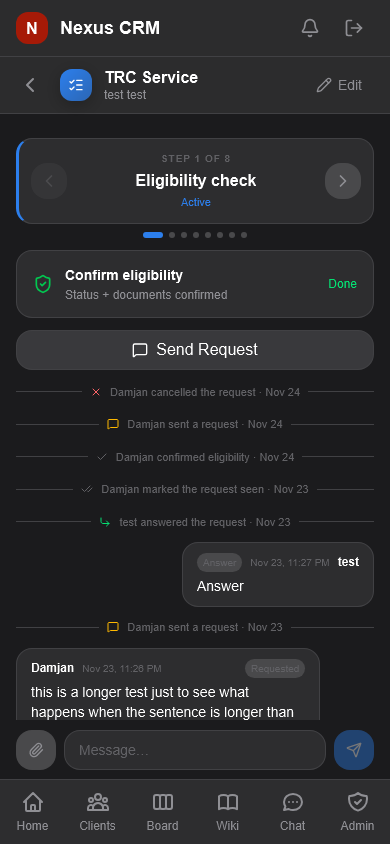 N Nexus CRM
TRC Service
test test
Edit
STEP 1 OF 8
Eligibility check
Active
Confirm eligibility
Status + documents confirmed
Done
Send Request
Damjan cancelled the request · Nov 24
Damjan sent a request · Nov 24
Damjan confirmed eligibility · Nov 24
Damjan marked the request seen · Nov 23
test answered the request · Nov 23
Answer Nov 23, 11:27 PM test
Answer
Damjan sent a request · Nov 23
Damjan Nov 23, 11:26 PM Requested
this is a longer test just to see what
happens when the sentence is longer than
Message...
Home Clients Board Wiki Chat Admin